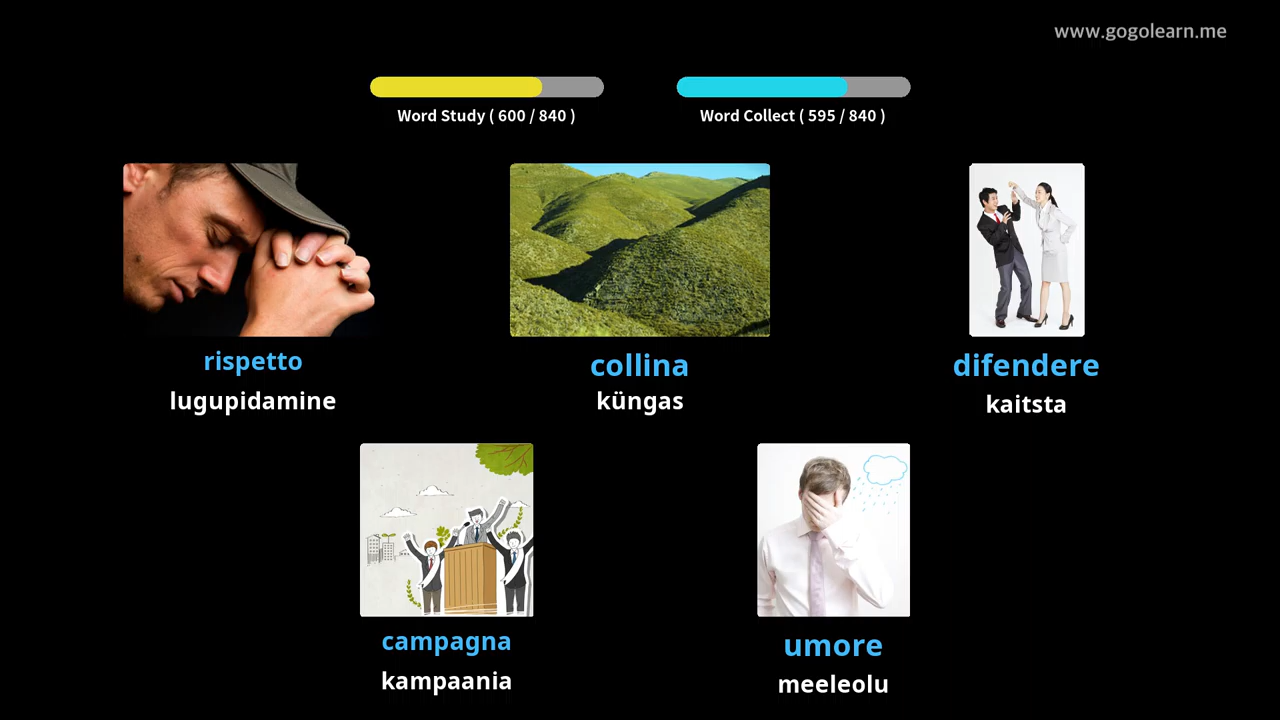 www.gogolearn.me
Word Study ( 600 / 840 )
Word Collect ( 595 / 840 )
rispetto
lugupidamine
collina
küngas
difendere
kaitsta
campagna
kampaania
umore
meeleolu